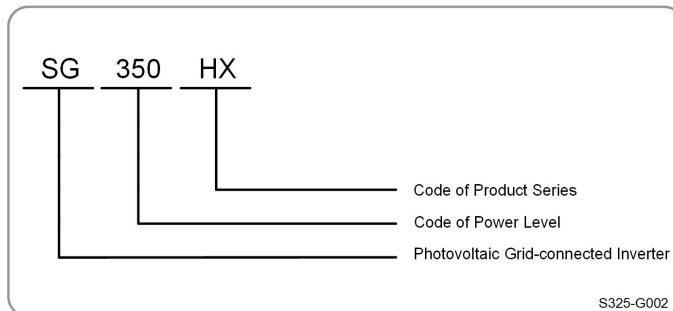 SG 350 HX
Code of Product Series
Code of Power Level
Photovoltaic Grid-connected Inverter
S325-G002